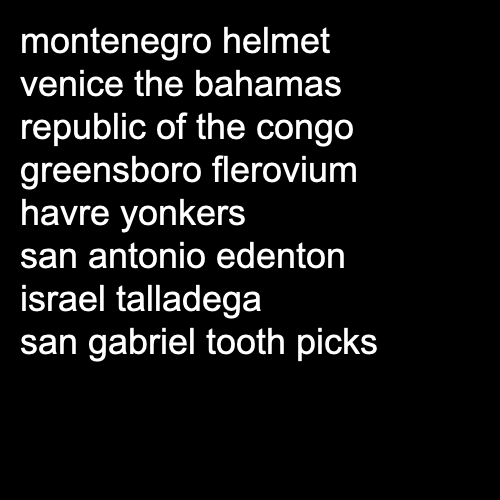 montenegro helmet
venice the bahamas
republic of the congo
greensboro flerovium
havre yonkers
san antonio edenton
israel talladega
san gabriel tooth picks